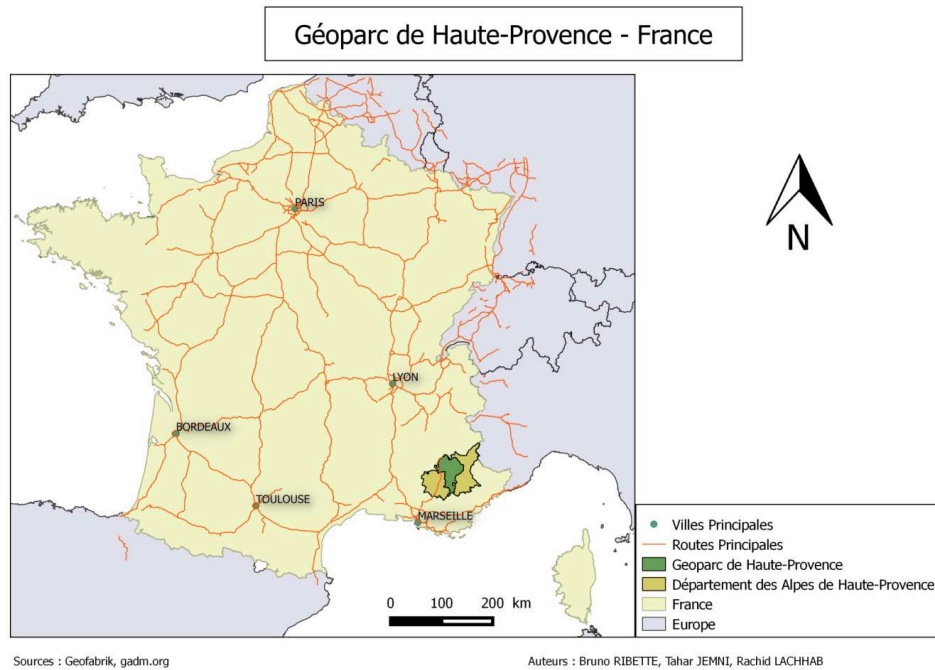 Géoparc de Haute-Provence - France
PARIS
LYON
BORDEAUX
TOULOUSE
MARSEILLE
N
0 100 200 km
Villes Principales
Routes Principales
Geoparc de Haute-Provence
Département des Alpes de Haute-Provence
France
Europe
Sources : Geofabrik, gadm.org
Auteurs : Bruno RIBETTE, Tahar JEMNI, Rachid LACHHAB